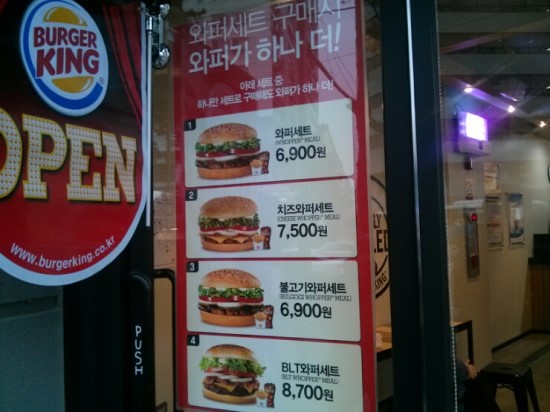 BURGER
KING
OPEN
www.burgerking.co.kr
와퍼세트 구매시
와퍼가 하나 더!
아래 세트 중
하나만 세트로 구매해도 와퍼가 하나 더!
1
와퍼세트
(WHOPPER® MEAL)
6,900원
2
치즈와퍼세트
(CHEESE WHOPPER® MEAL)
7,500원
3
불고기와퍼세트
(BULGOGI WHOPPER® MEAL)
6,900원
4
BLT와퍼세트
(BLT WHOPPER® MEAL)
8,700원
PUSH